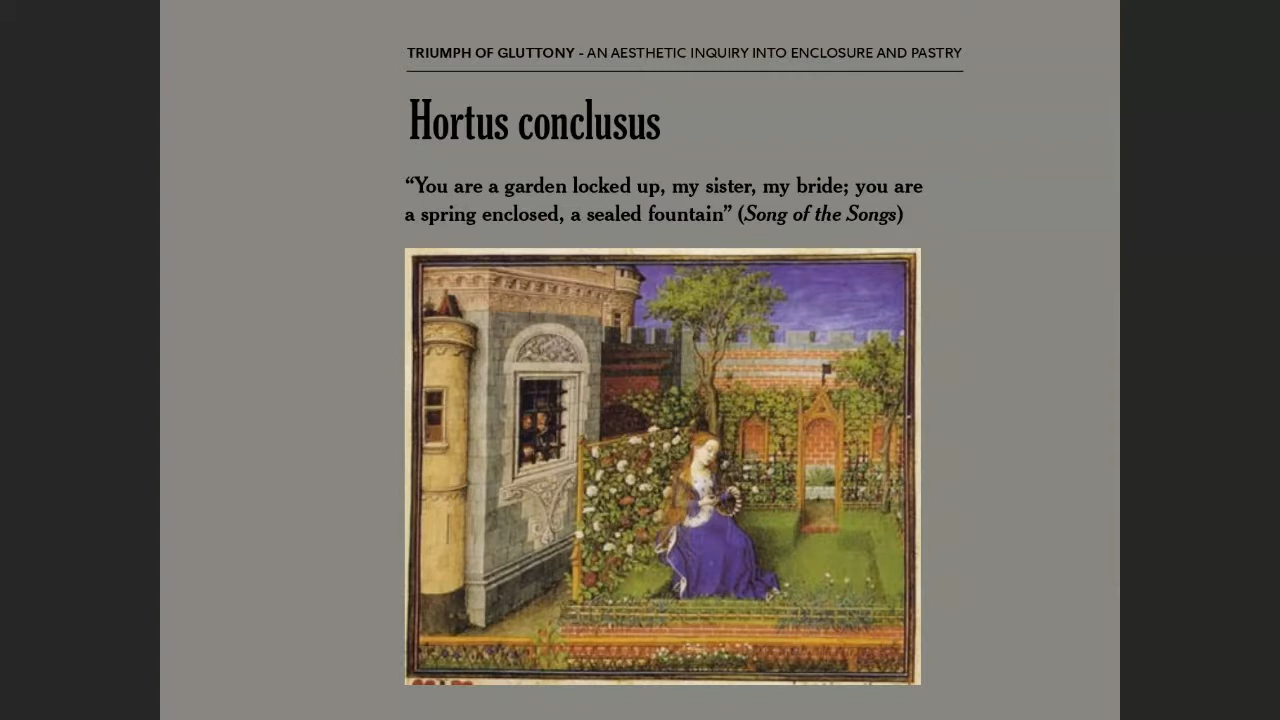 TRIUMPH OF GLUTTONY - AN AESTHETIC INQUIRY INTO ENCLOSURE AND PASTRY
Hortus conclusus
“You are a garden locked up, my sister, my bride; you are
a spring enclosed, a sealed fountain” (Song of the Songs)